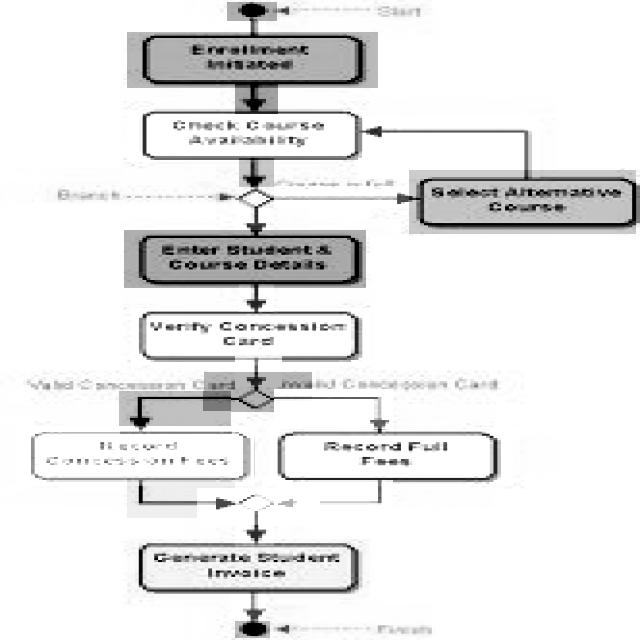 Start
Enrollment
Initiated
Check Course
Availability
Course is full
Branch
Select Alternative
Course
Enter Student &
Course Details
Verify Concession
Card
Valid Concession Card
Invalid Concession Card
Record
Concession Fees
Record Full
Fees
Generate Student
Invoice
Finish